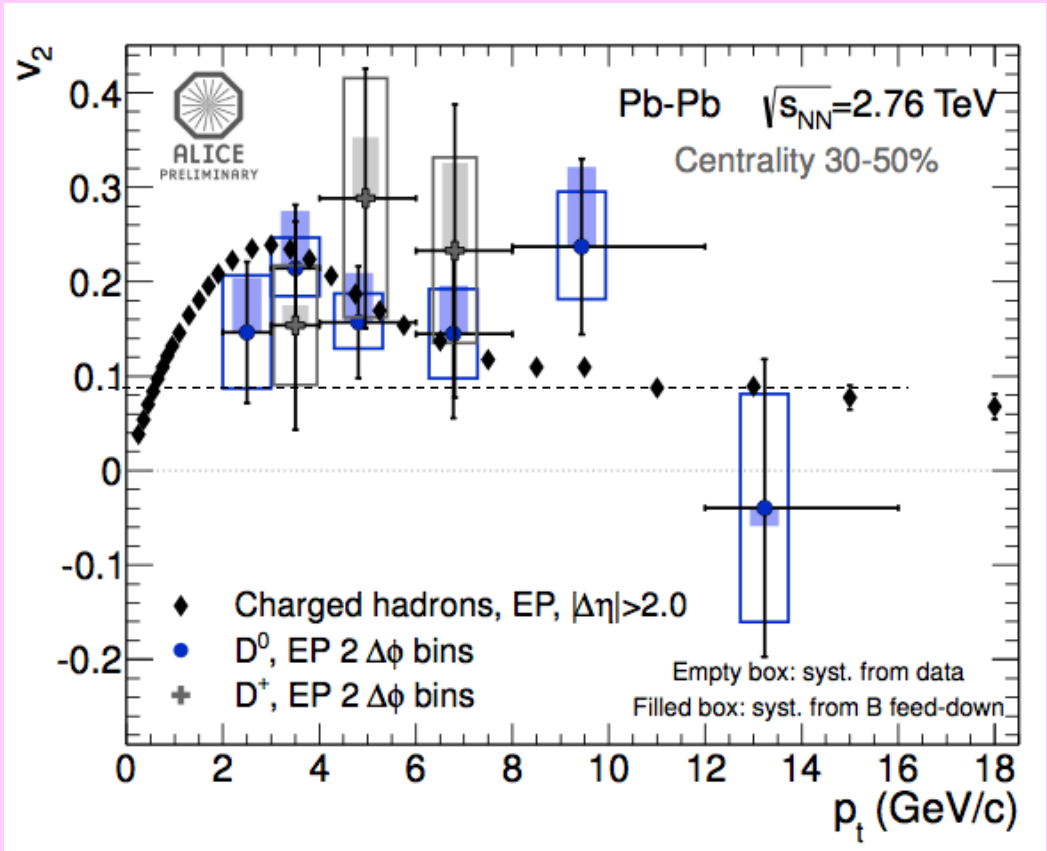 v₂
0.4
0.3
0.2
0.1
0
-0.1
-0.2
ALICE
PRELIMINARY
Pb-Pb √sNN=2.76 TeV
Centrality 30-50%
Charged hadrons, EP, |Δη|>2.0
D⁰, EP 2 Δϕ bins
D⁺, EP 2 Δϕ bins
Empty box: syst. from data
Filled box: syst. from B feed-down
0 2 4 6 8 10 12 14 16 18
pₜ (GeV/c)